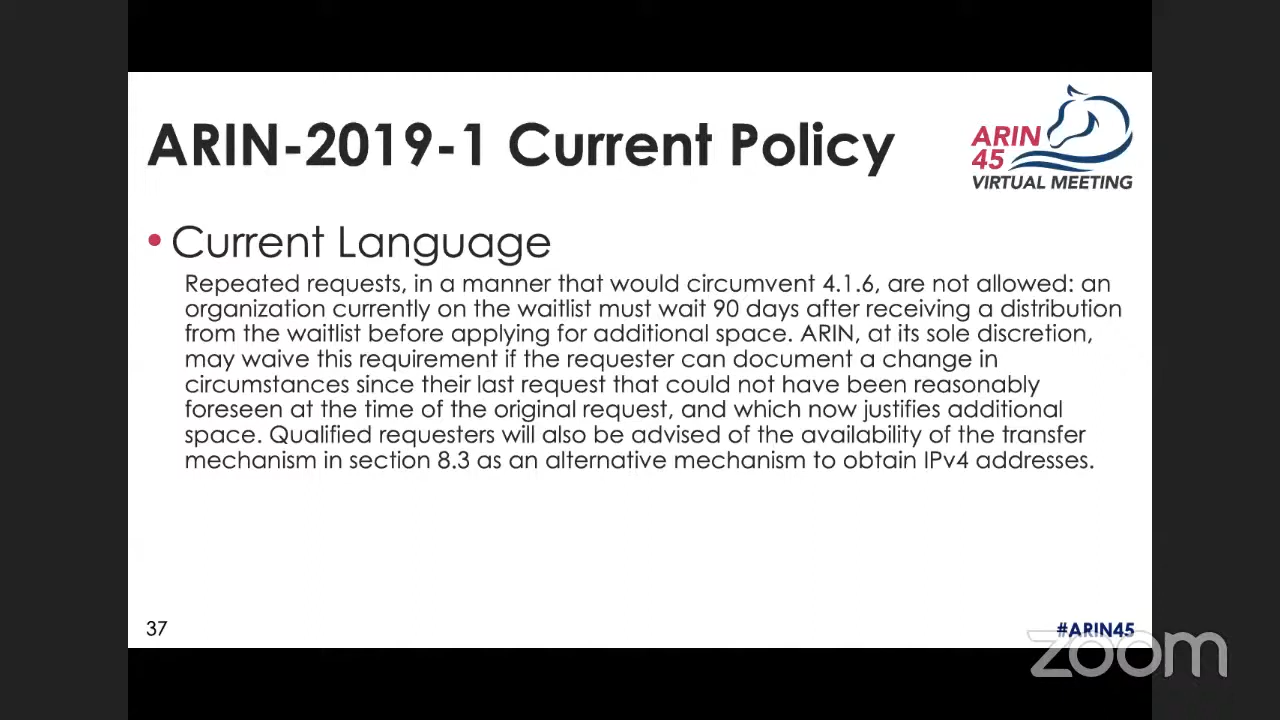 ARIN-2019-1 Current Policy
ARIN
45
VIRTUAL MEETING
• Current Language
Repeated requests, in a manner that would circumvent 4.1.6, are not allowed: an
organization currently on the waitlist must wait 90 days after receiving a distribution
from the waitlist before applying for additional space. ARIN, at its sole discretion,
may waive this requirement if the requester can document a change in
circumstances since their last request that could not have been reasonably
foreseen at the time of the original request, and which now justifies additional
space. Qualified requesters will also be advised of the availability of the transfer
mechanism in section 8.3 as an alternative mechanism to obtain IPv4 addresses.
37
#ARIN45
zoom